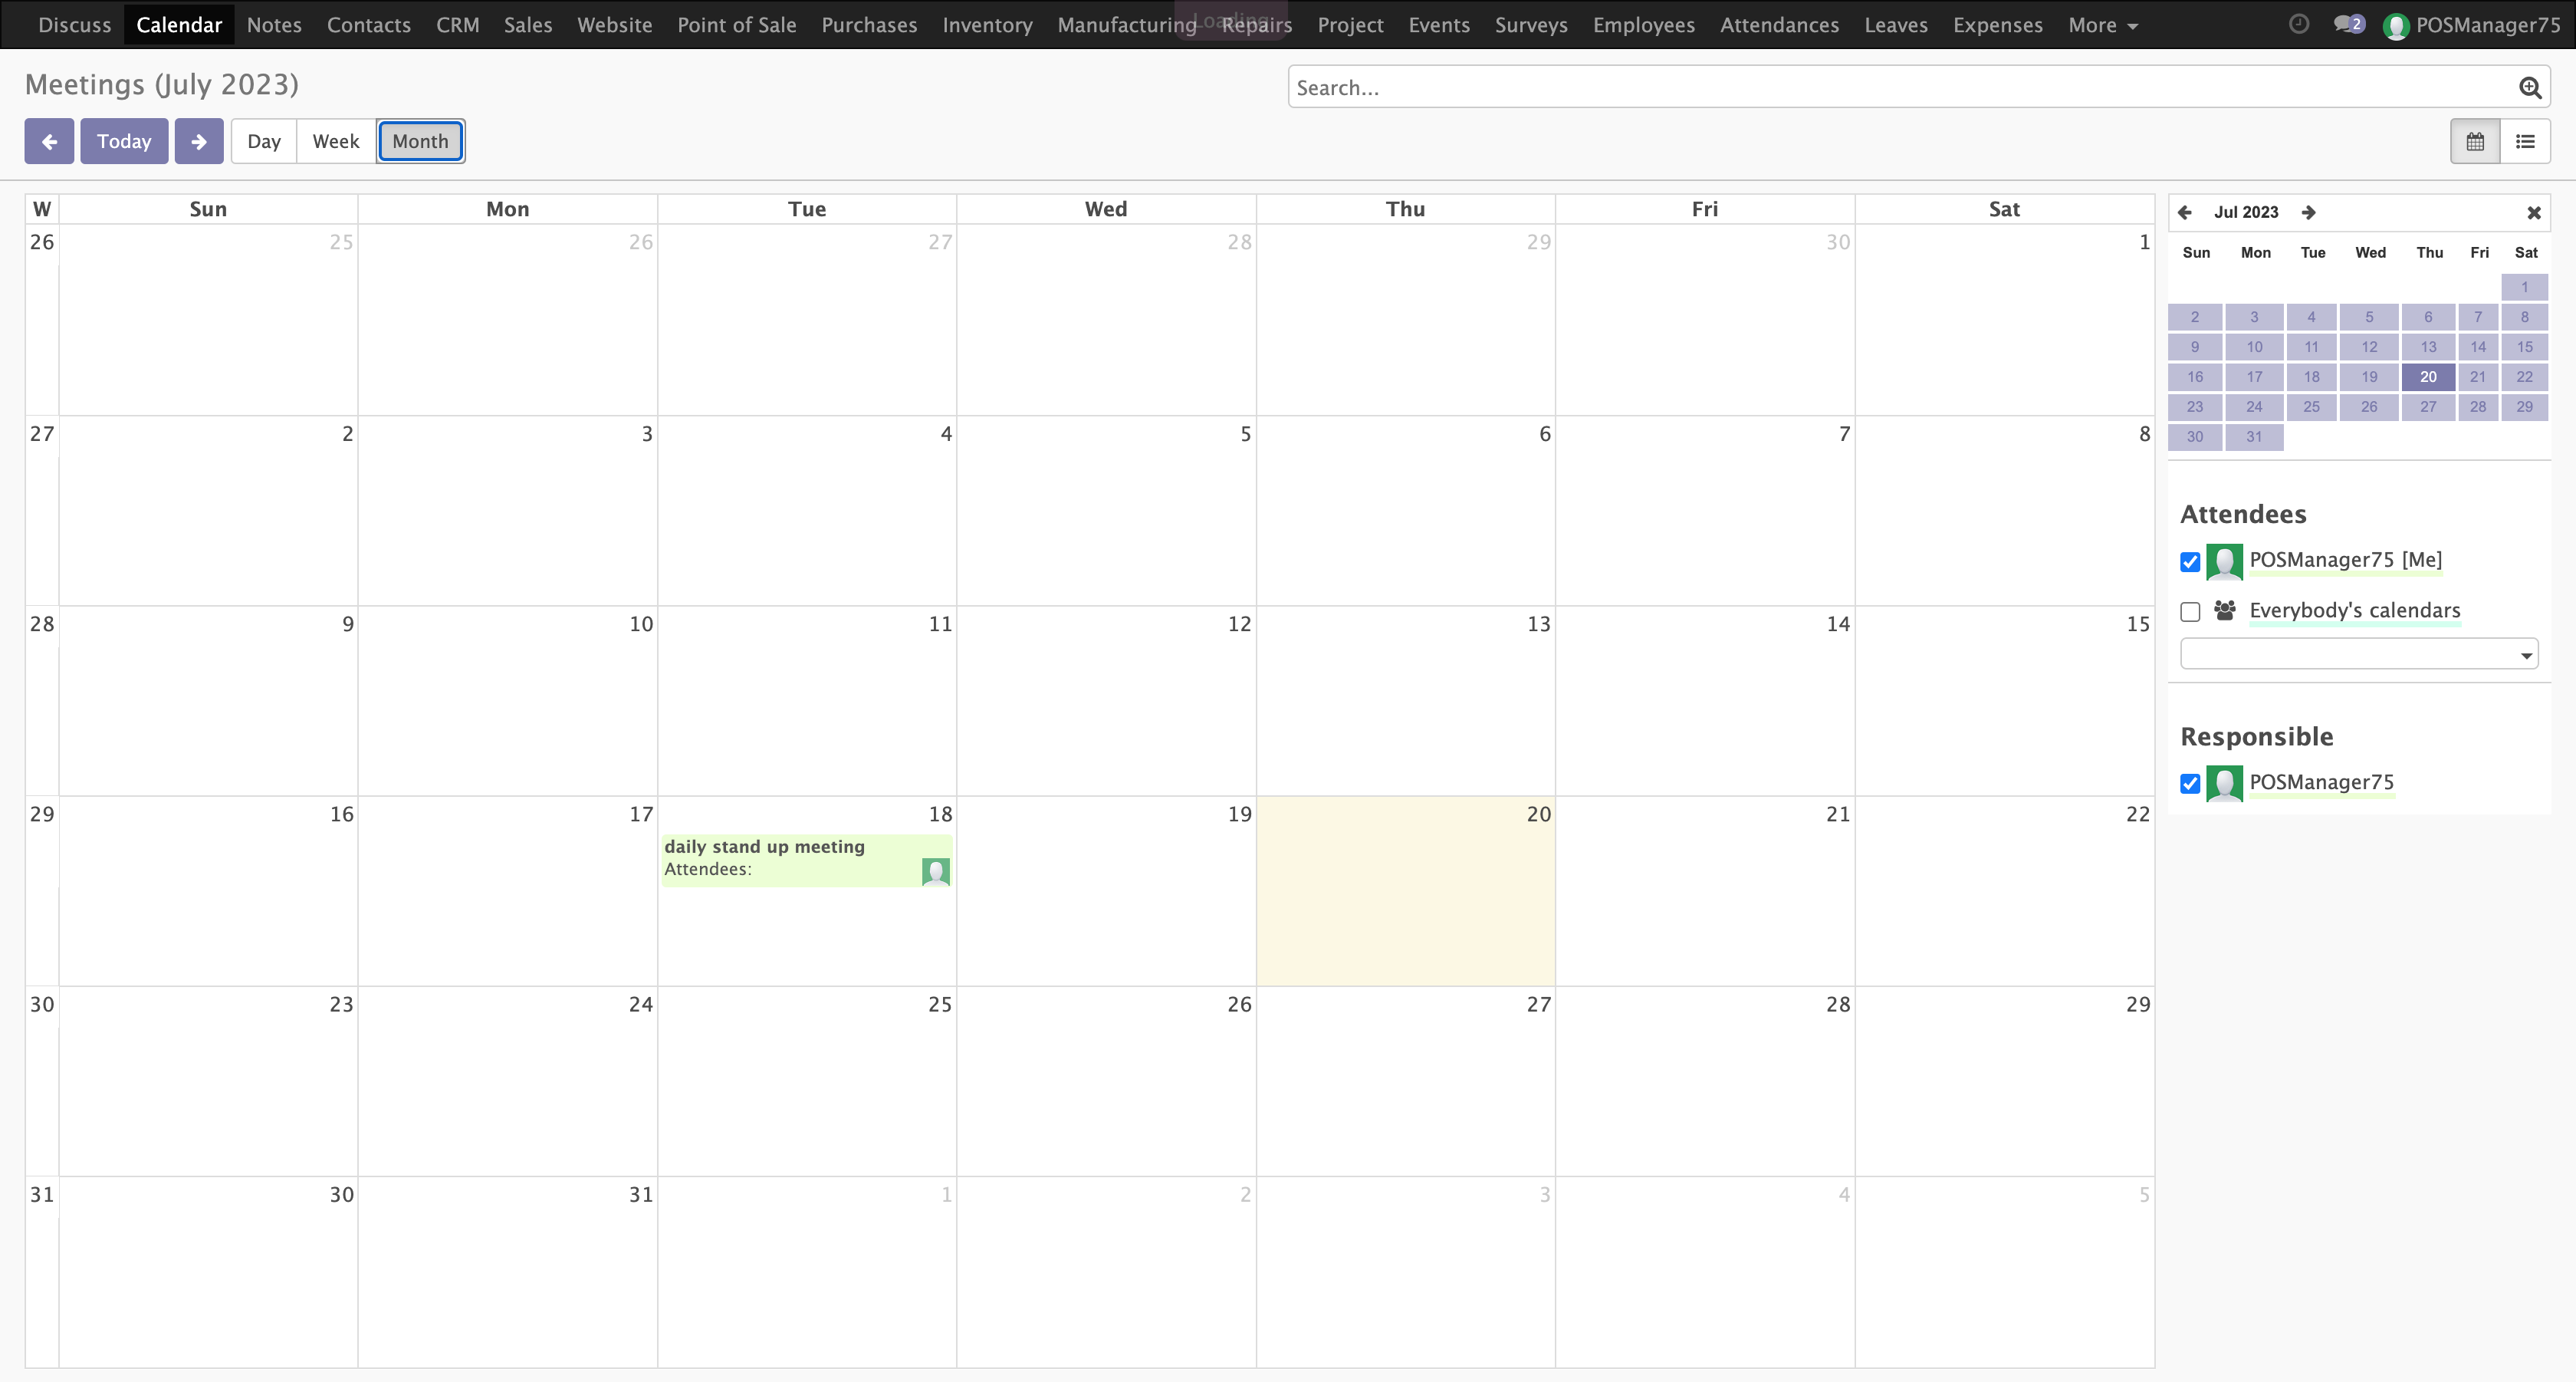 Discuss Calendar Notes Contacts CRM Sales Website Point of Sale Purchases Inventory Manufacturing Repairs Project Events Surveys Employees Attendances Leaves Expenses More 2 POSManager75
Loading
Meetings (July 2023)
Search...
Today Day Week Month
W Sun Mon Tue Wed Thu Fri Sat
26 25 26 27 28 29 30 1
27 2 3 4 5 6 7 8
28 9 10 11 12 13 14 15
29 16 17 18 19 20 21 22
daily stand up meeting
Attendees:
30 23 24 25 26 27 28 29
31 30 31 1 2 3 4 5
Jul 2023
Sun Mon Tue Wed Thu Fri Sat
1
2 3 4 5 6 7 8
9 10 11 12 13 14 15
16 17 18 19 20 21 22
23 24 25 26 27 28 29
30 31
Attendees
POSManager75 [Me]
Everybody's calendars
Responsible
POSManager75